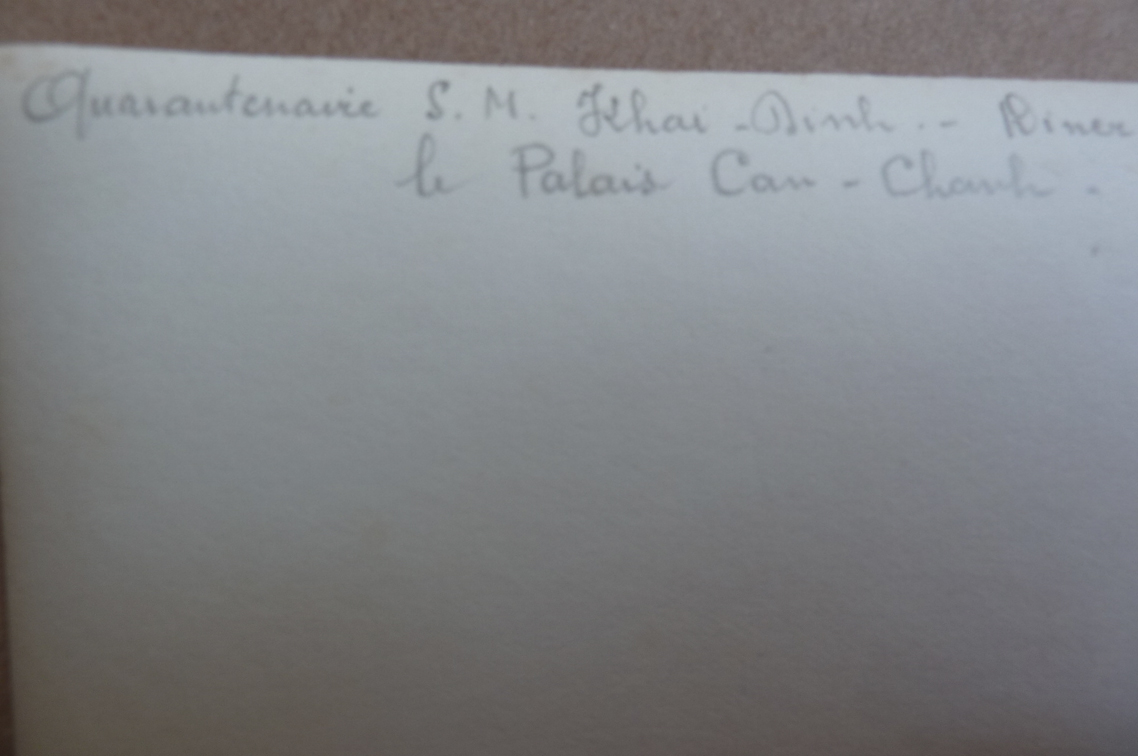 Quarantenaire S. M. Khai-Dinh. - Diner
le Palais Can-Chanh.